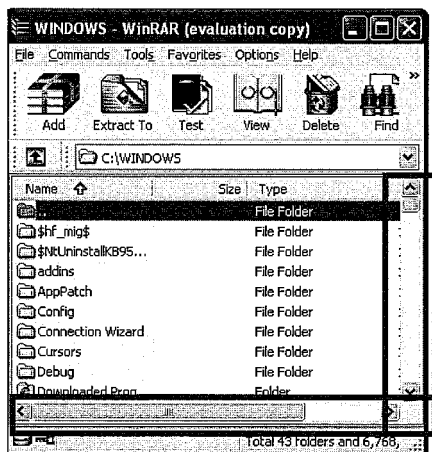 WINDOWS - WinRAR (evaluation copy)
File Commands Tools Favorites Options Help
Add Extract To Test View Delete Find
C:\WINDOWS
Name Size Type
.. File Folder
$hf_mig$ File Folder
$NtUninstallKB95... File Folder
addins File Folder
AppPatch File Folder
Config File Folder
Connection Wizard File Folder
Cursors File Folder
Debug File Folder
Downloaded Prog... Folder
Total 43 folders and 6,768,